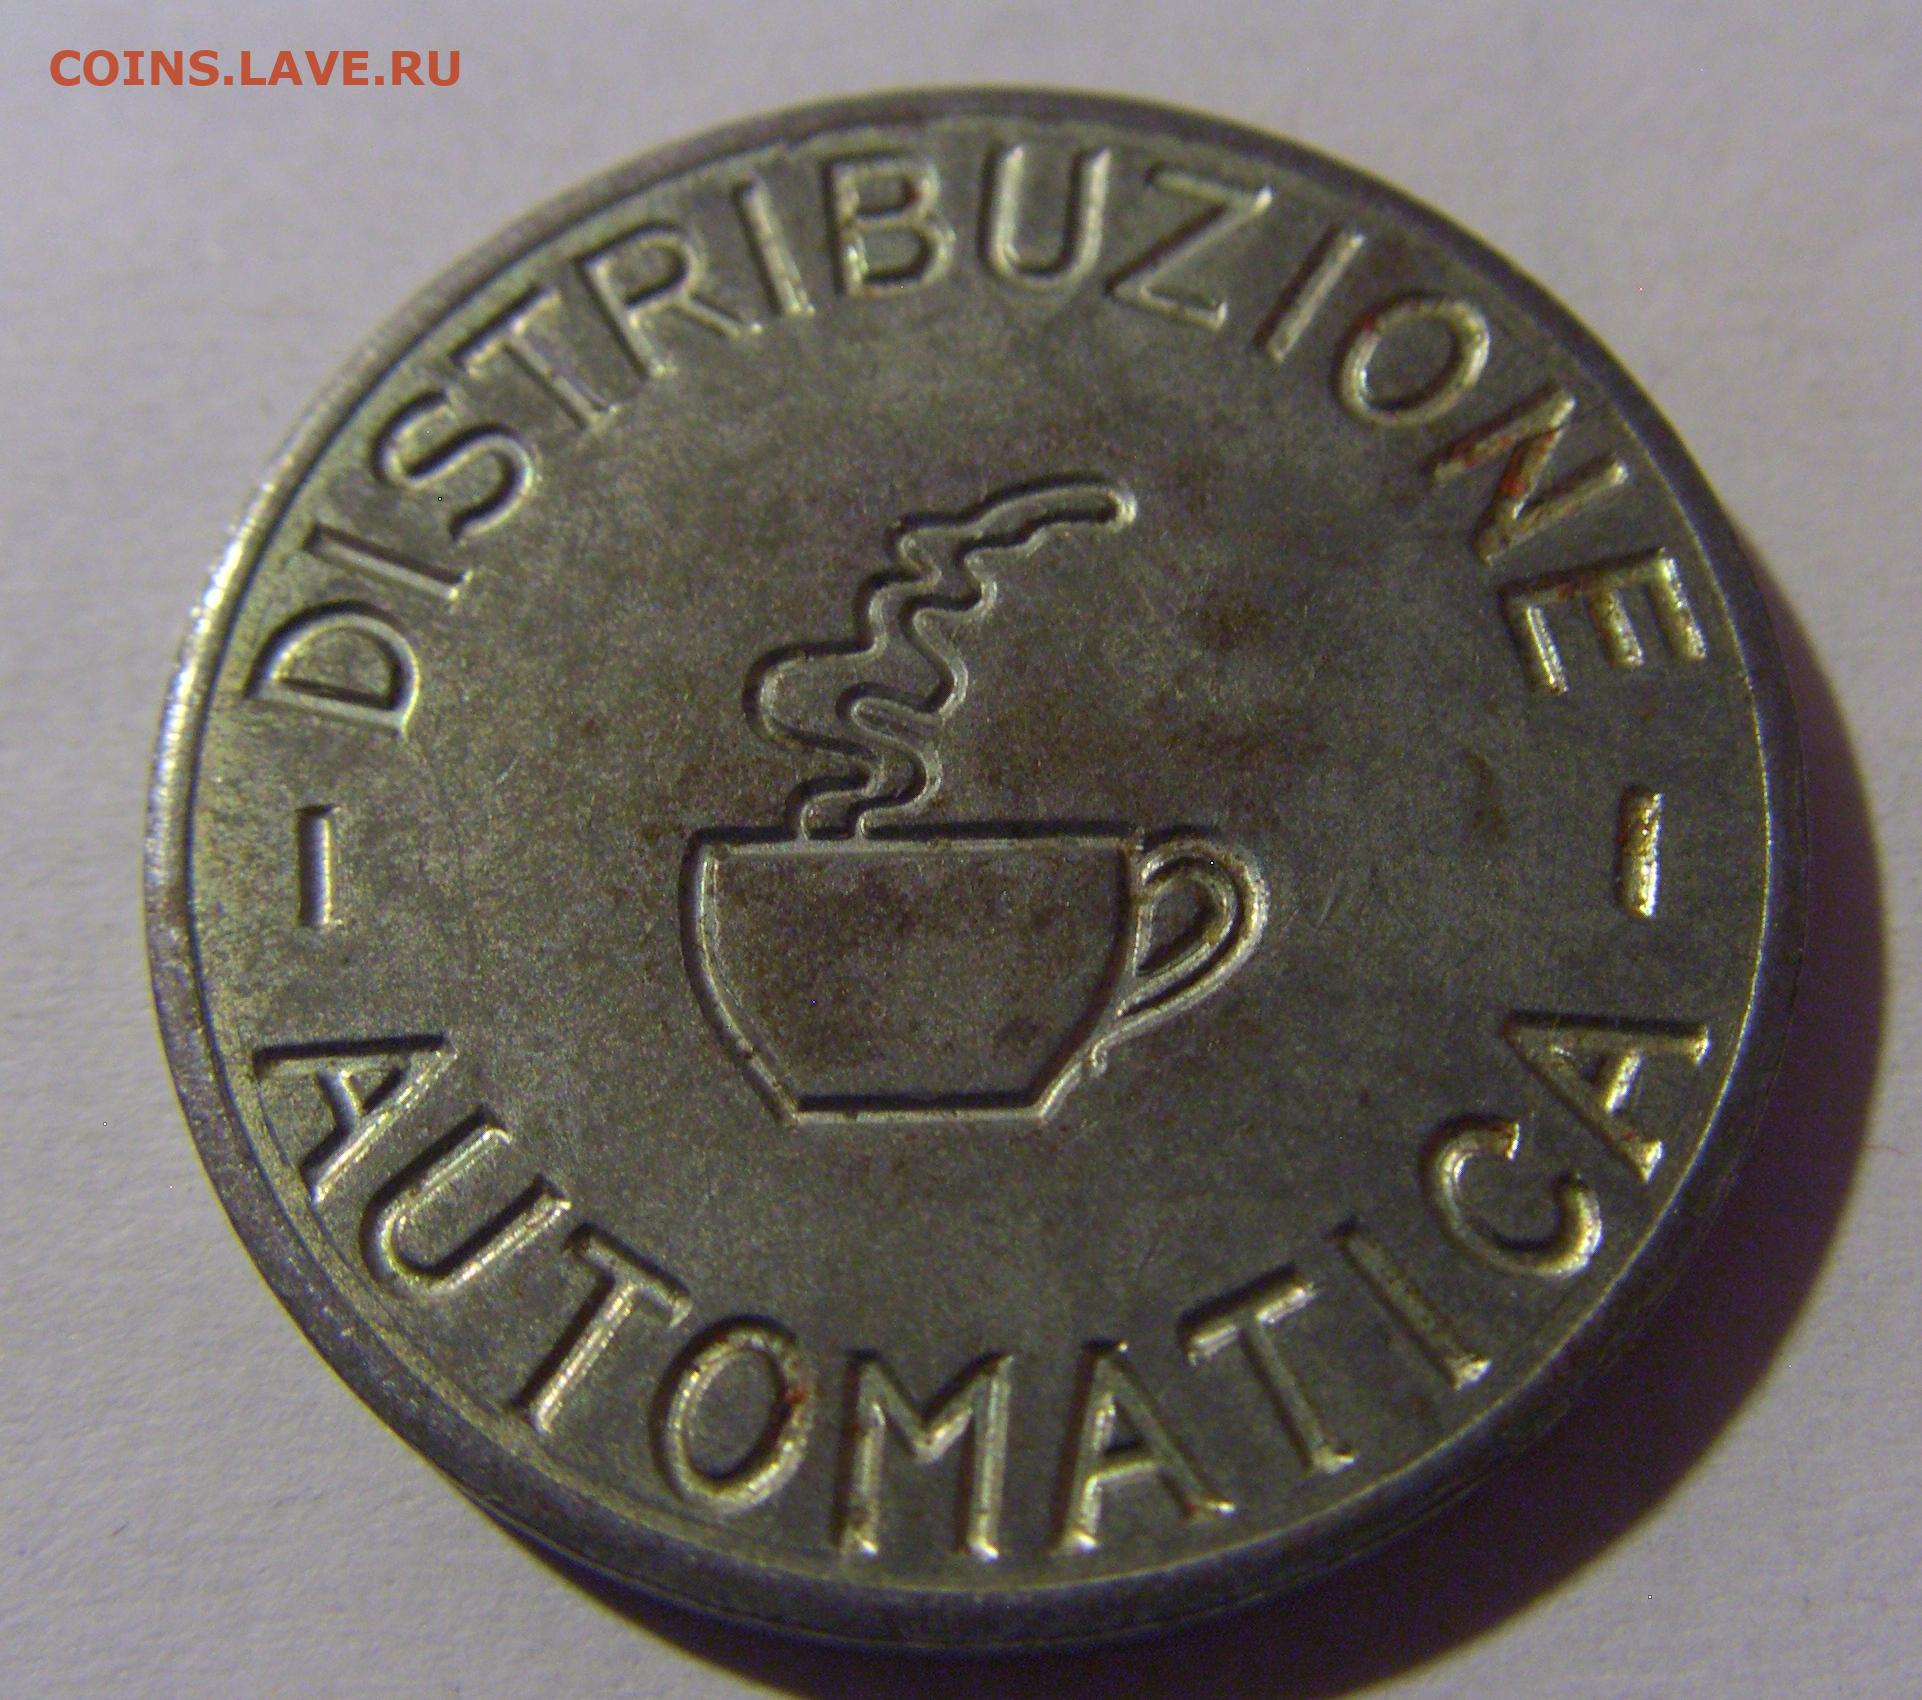 COINS.LAVE.RU
DISTRIBUZIONE
- AUTOMATICA -